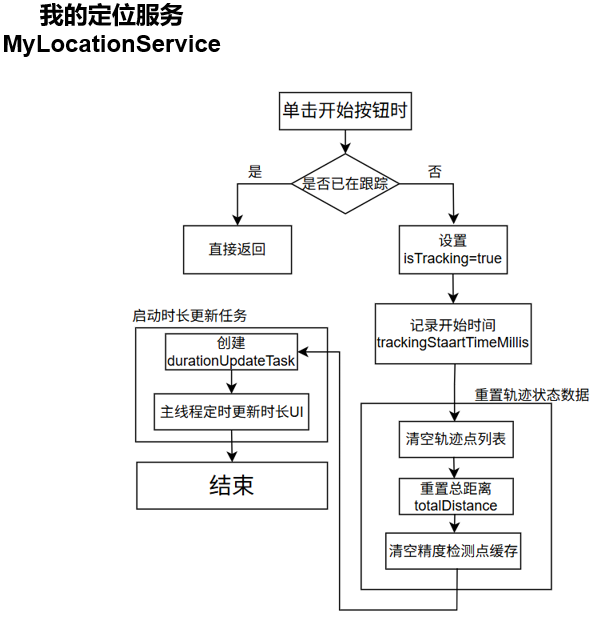 我的定位服务
MyLocationService
单击开始按钮时
是否已在跟踪
是
否
直接返回
设置
isTracking=true
记录开始时间
trackingStaartTimeMillis
重置轨迹状态数据
清空轨迹点列表
重置总距离
totalDistance
清空精度检测点缓存
启动时长更新任务
创建
durationUpdateTask
主线程定时更新时长UI
结束